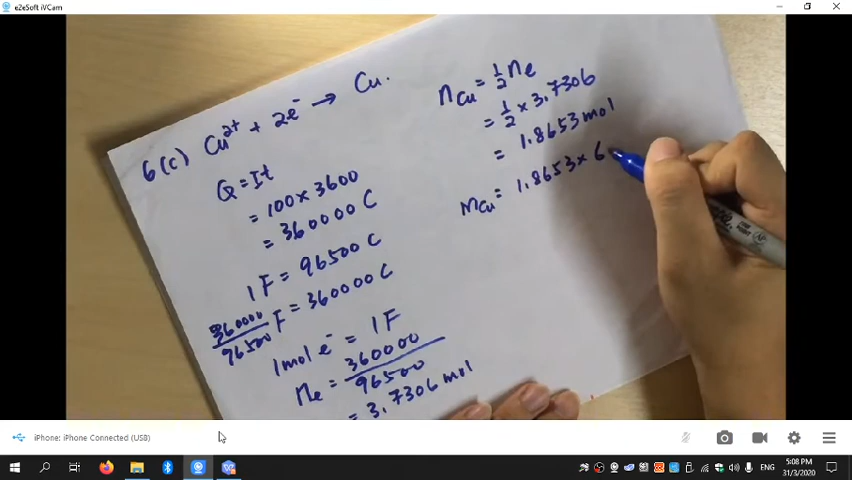 e2eSoft iVCam
6(c) Cu²⁺ + 2e⁻ → Cu.
Q = It
= 100 × 3600
= 360000 C
1 F = 96500 C
360000/96500 F = 360000 C
1 mol e⁻ = 1 F
ne = 360000/96500
= 3.7306 mol
nCu = 1/2 ne
= 1/2 × 3.7306
= 1.8653 mol
mCu = 1.8653 × 6
iPhone: iPhone Connected (USB)
ENG
5:08 PM
31/3/2020